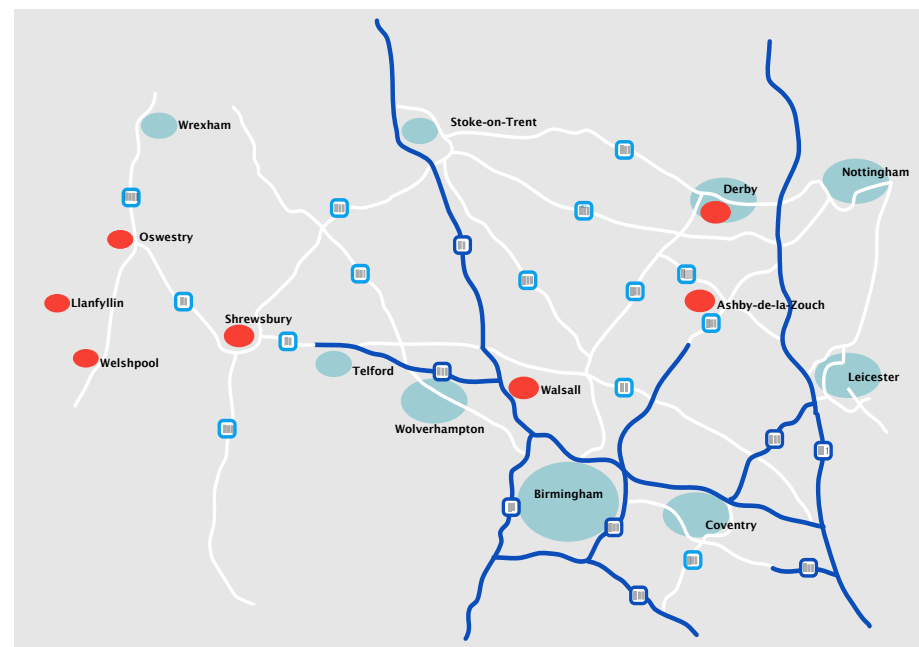 Stoke-on-Trent
Wrexham
Nottingham
Derby
Oswestry
Llanfyllin
Ashby-de-la-Zouch
Shrewsbury
Welshpool
Telford
Walsall
Leicester
Wolverhampton
Birmingham
Coventry